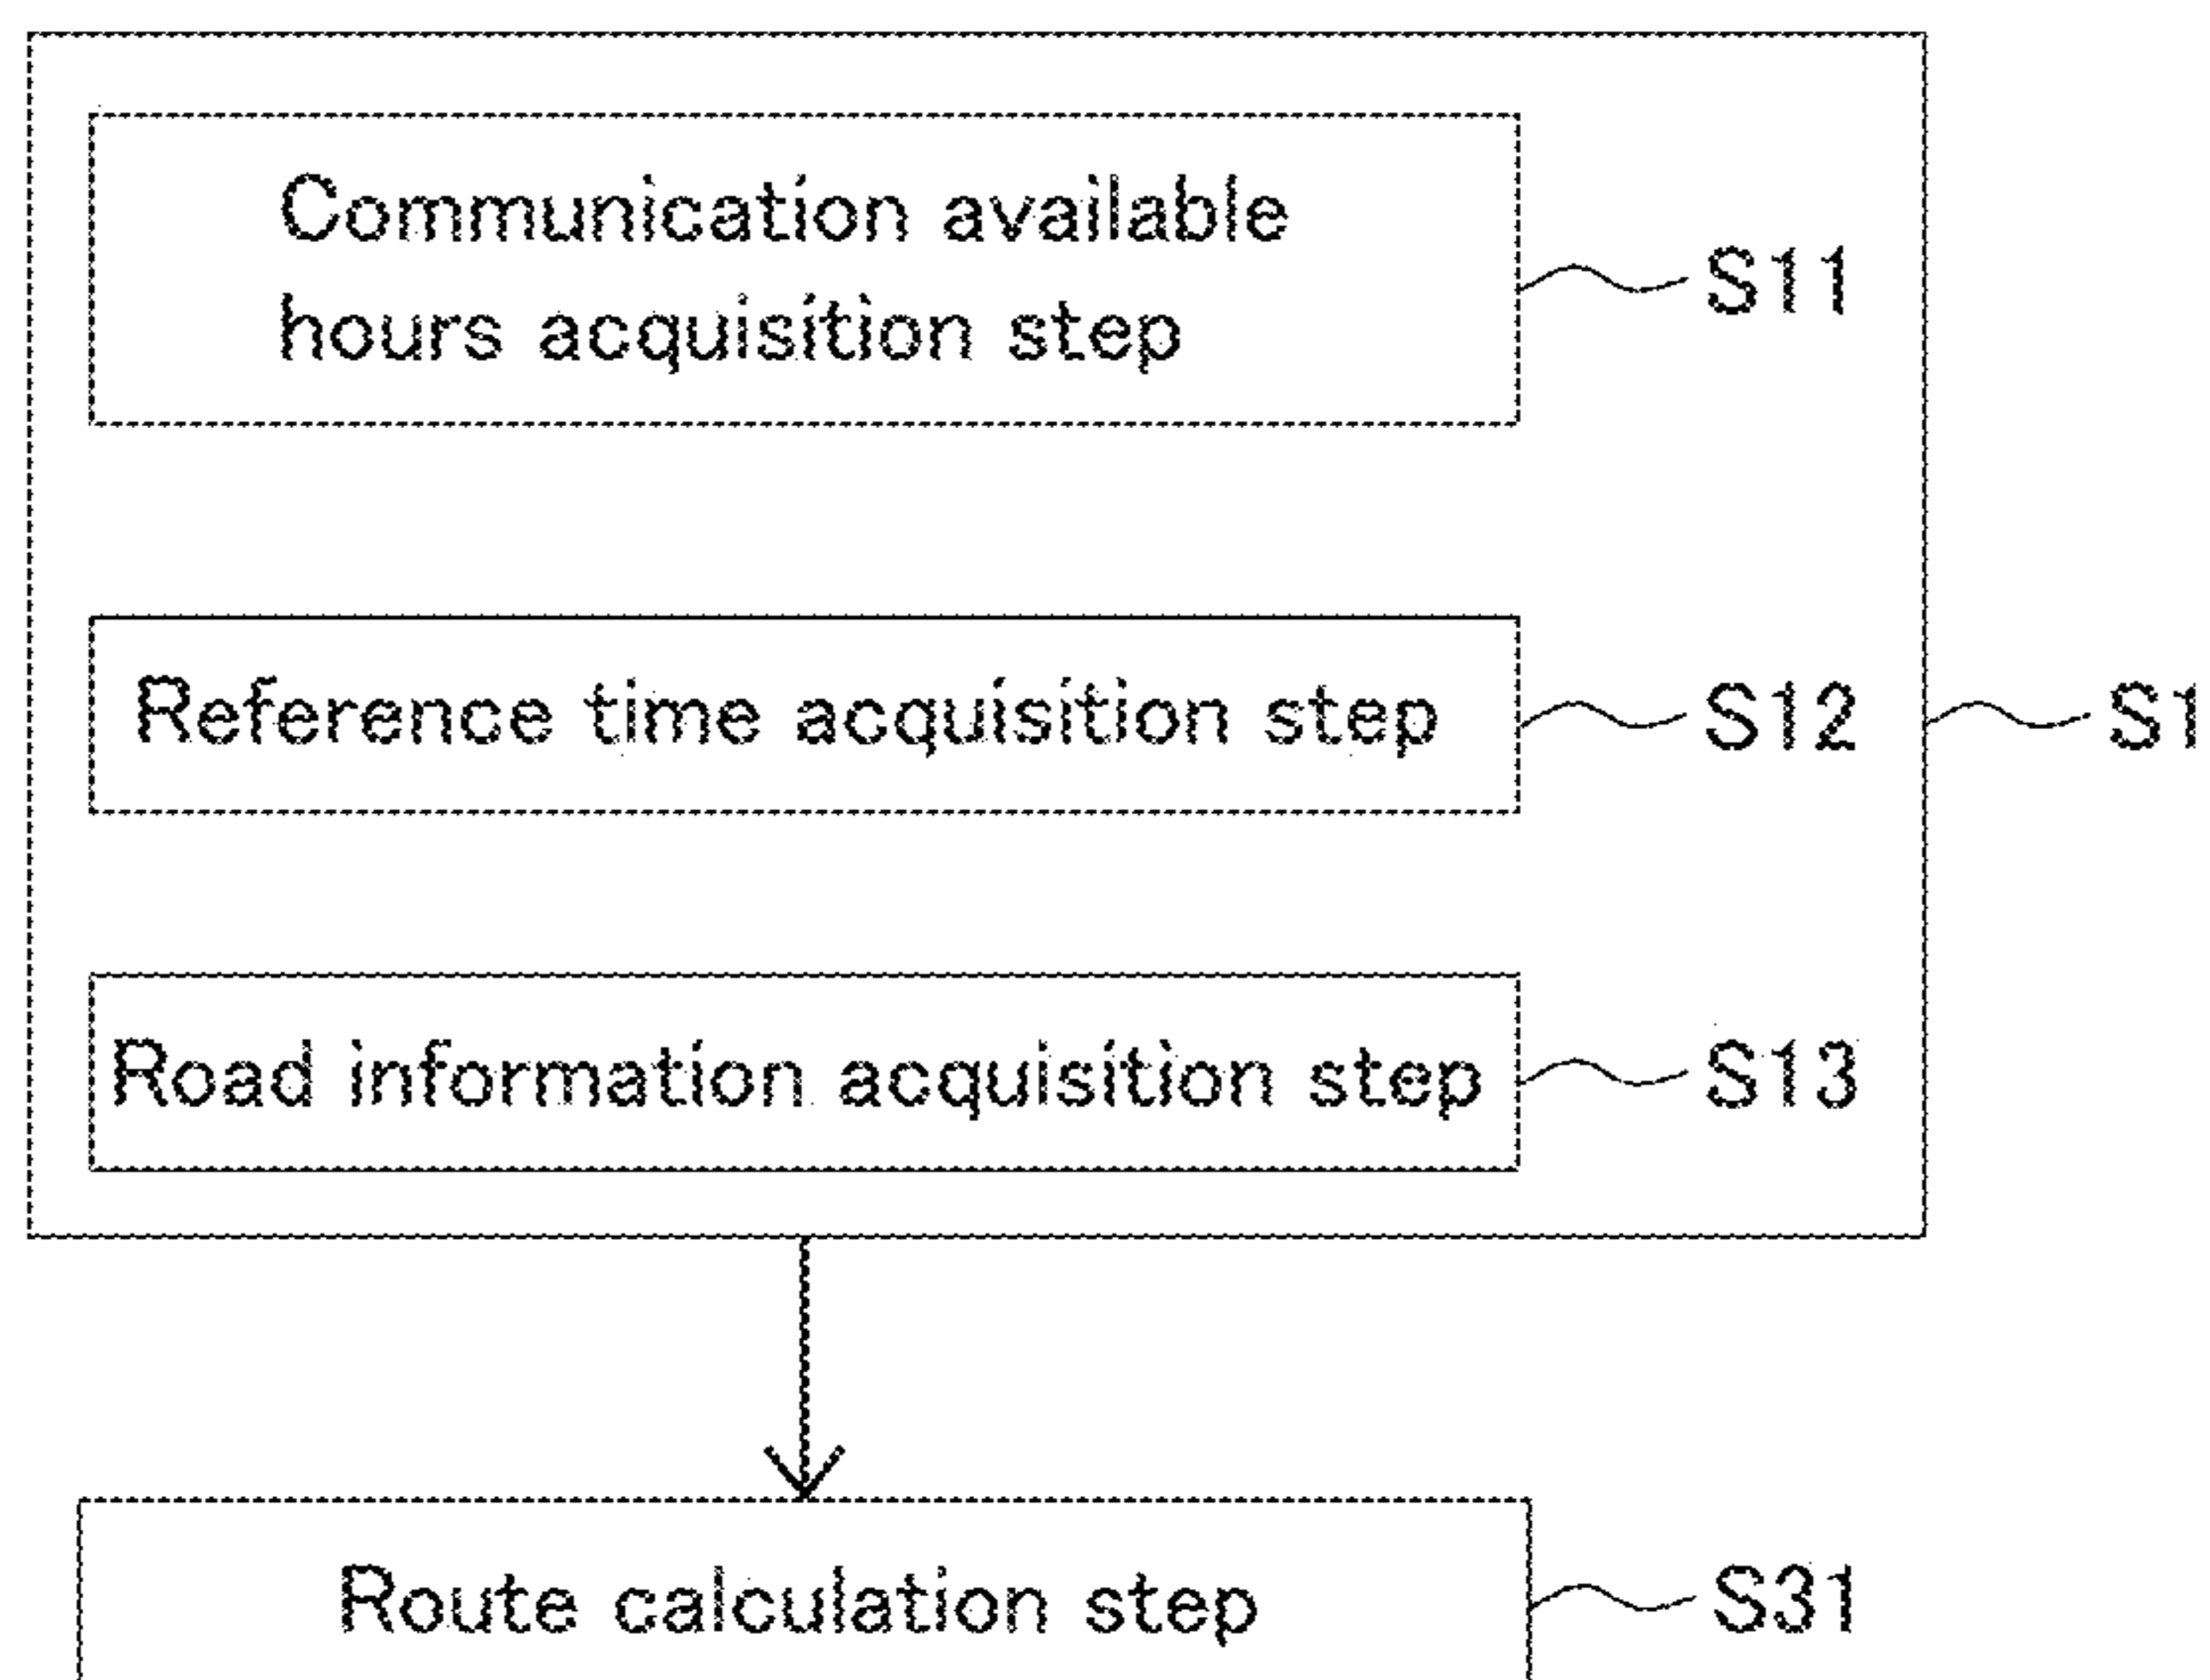 Communication available
hours acquisition step
S11
Reference time acquisition step
S12
S1
Road information acquisition step
S13
Route calculation step
S31